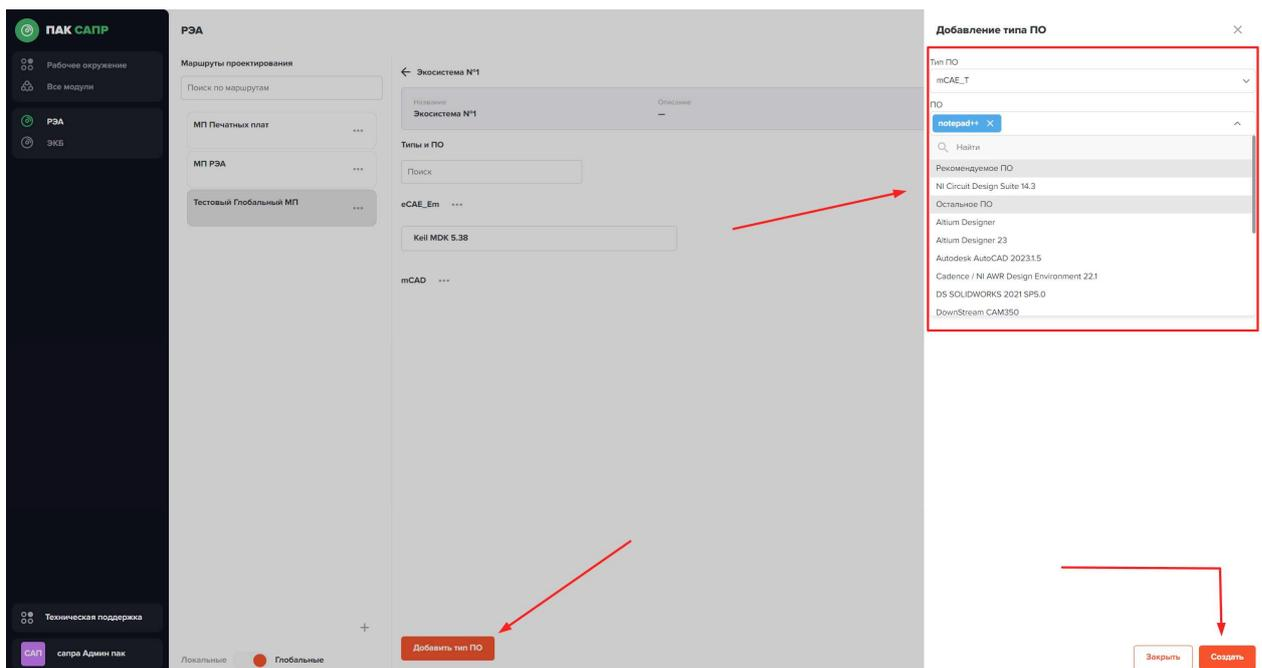 ПАК САПР
Рабочее окружение
Все модули
РЭА
ЭКБ
Техническая поддержка
САП
сапра Админ пак
РЭА
Маршруты проектирования
Поиск по маршрутам
МП Печатных плат
МП РЭА
Тестовый Глобальный МП
Локальные
Глобальные
Экосистема №1
Название
Описание
Экосистема №1
—
Типы и ПО
Поиск
eCAE_Em
Keil MDK 5.38
mCAD
Добавить тип ПО
Добавление типа ПО
Тип ПО
mCAE_T
ПО
notepad++
Найти
Рекомендуемое ПО
NI Circuit Design Suite 14.3
Остальное ПО
Altium Designer
Altium Designer 23
Autodesk AutoCAD 2023.1.5
Cadence / NI AWR Design Environment 22.1
DS SOLIDWORKS 2021 SP5.0
DownStream CAM350
Закрыть
Создать